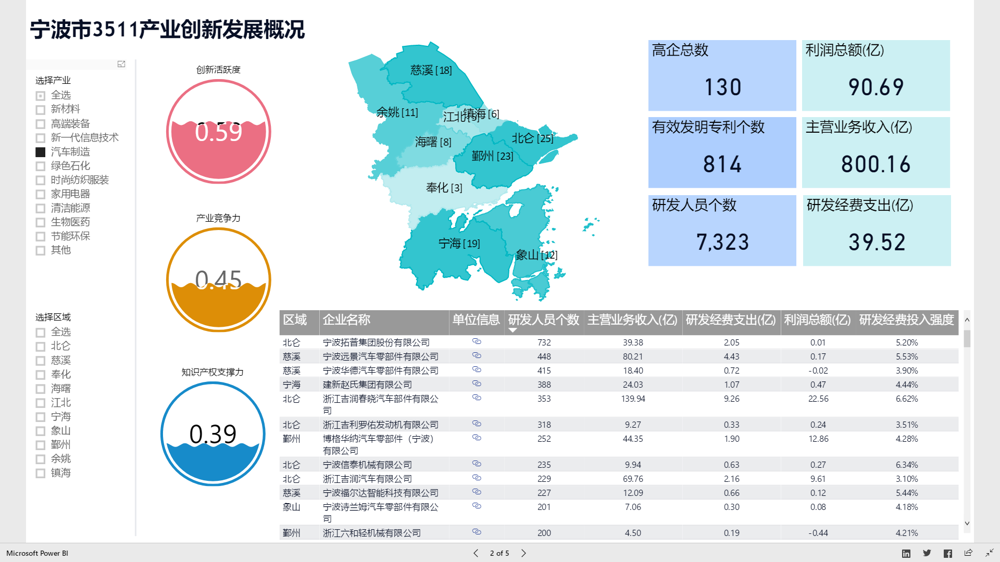 宁波市3511产业创新发展概况
选择产业
全选
新材料
高端装备
新一代信息技术
汽车制造
绿色石化
时尚纺织服装
家用电器
清洁能源
生物医药
节能环保
其他
选择区域
全选
北仑
慈溪
奉化
海曙
江北
宁海
象山
鄞州
余姚
镇海
创新活跃度
0.59
产业竞争力
0.45
知识产权支撑力
0.39
慈溪 [18]
余姚 [11]
江北 [5]
镇海 [6]
海曙 [8]
北仑 [25]
鄞州 [23]
奉化 [3]
宁海 [19]
象山 [12]
高企总数
130
利润总额(亿)
90.69
有效发明专利个数
814
主营业务收入(亿)
800.16
研发人员个数
7,323
研发经费支出(亿)
39.52
区域 企业名称 单位信息 研发人员个数 主营业务收入(亿) 研发经费支出(亿) 利润总额(亿) 研发经费投入强度
北仑 宁波拓普集团股份有限公司 732 39.38 2.05 0.01 5.20%
慈溪 宁波远景汽车零部件有限公司 448 80.21 4.43 0.17 5.53%
慈溪 宁波华德汽车零部件有限公司 415 18.40 0.72 -0.02 3.90%
宁海 建新赵氏集团有限公司 388 24.03 1.07 0.47 4.44%
北仑 浙江吉润春晓汽车部件有限公 353 139.94 9.26 22.56 6.62%
司
北仑 浙江吉利罗佑发动机有限公司 318 9.27 0.33 0.24 3.51%
鄞州 博格华纳汽车零部件（宁波） 252 44.35 1.90 12.86 4.28%
有限公司
北仑 宁波信泰机械有限公司 235 9.94 0.63 0.27 6.34%
北仑 浙江吉润汽车有限公司 229 69.76 2.16 9.61 3.10%
慈溪 宁波福尔达智能科技有限公司 227 12.09 0.66 0.12 5.44%
象山 宁波诗兰姆汽车零部件有限公 201 7.06 0.30 0.08 4.18%
司
鄞州 浙江六和轻机械有限公司 200 4.50 0.19 -0.44 4.21%
Microsoft Power BI
2 of 5